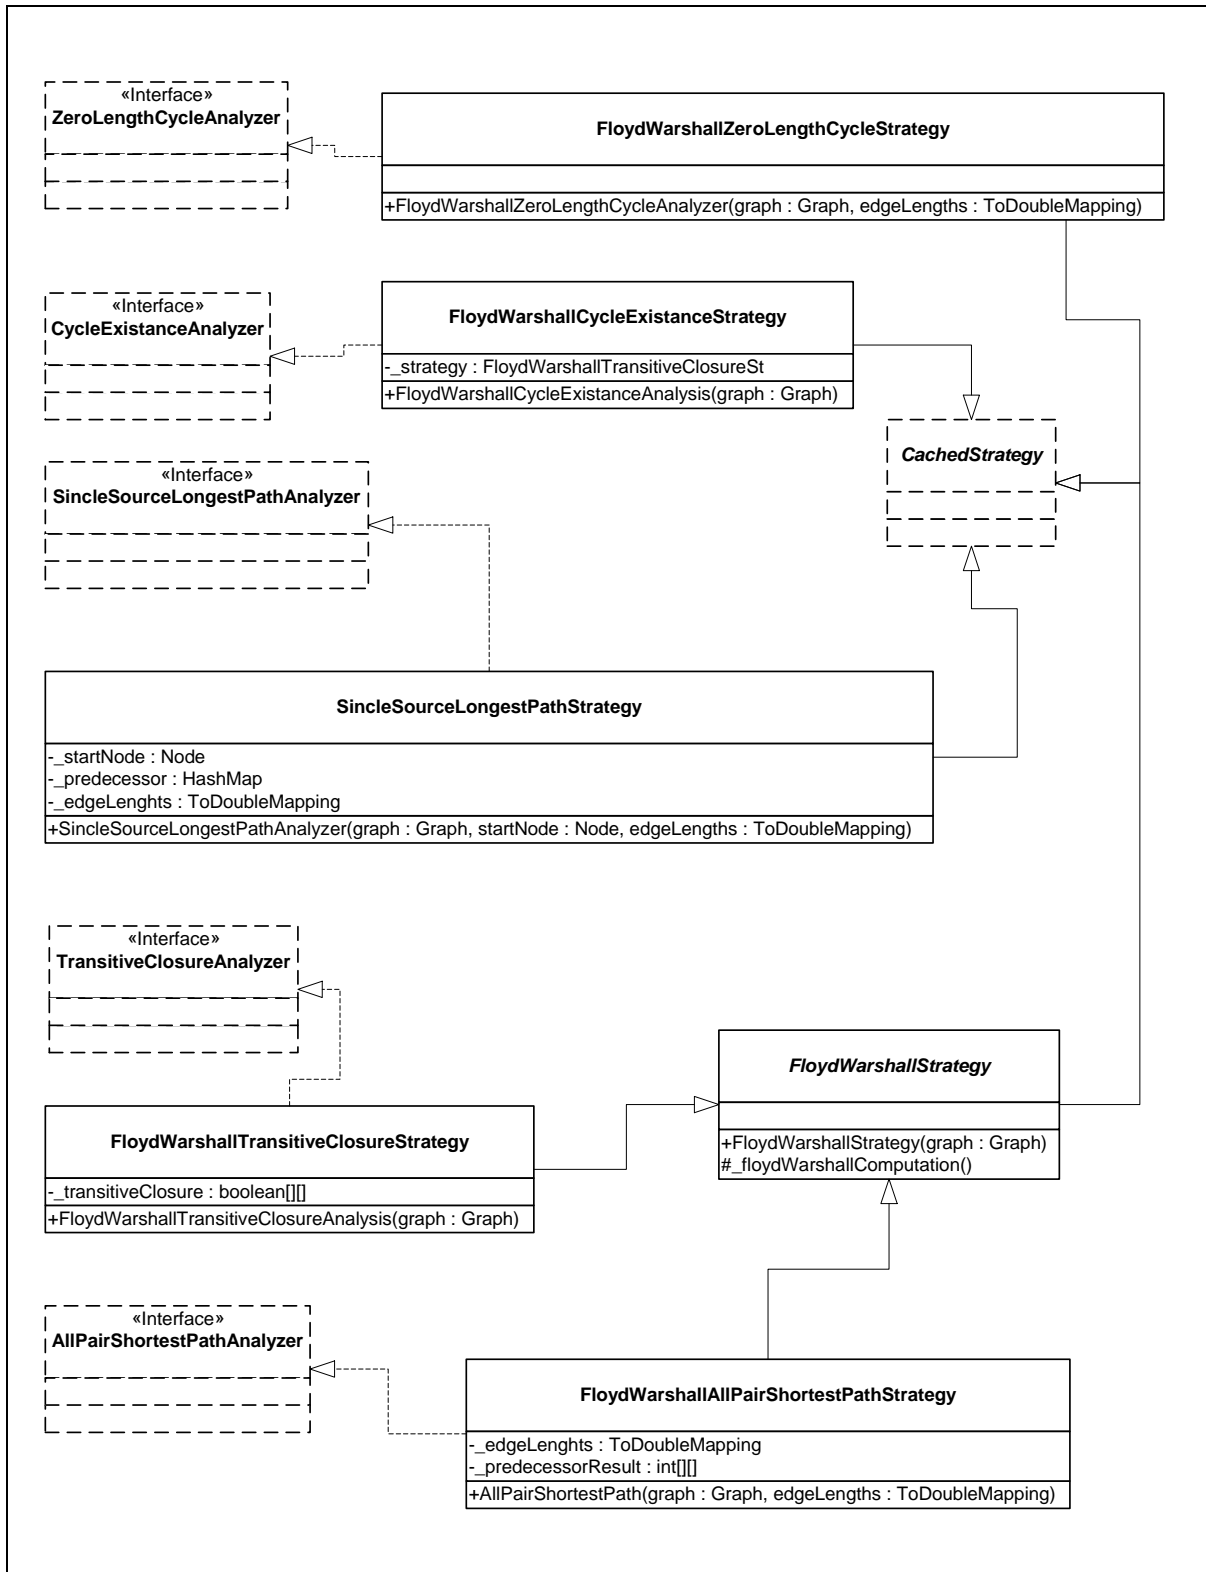 «Interface»
ZeroLengthCycleAnalyzer
FloydWarshallZeroLengthCycleStrategy
+FloydWarshallZeroLengthCycleAnalyzer(graph : Graph, edgeLengths : ToDoubleMapping)
«Interface»
CycleExistanceAnalyzer
FloydWarshallCycleExistanceStrategy
-_strategy : FloydWarshallTransitiveClosureSt
+FloydWarshallCycleExistanceAnalysis(graph : Graph)
CachedStrategy
«Interface»
SincleSourceLongestPathAnalyzer
SincleSourceLongestPathStrategy
-_startNode : Node
-_predecessor : HashMap
-_edgeLenghts : ToDoubleMapping
+SincleSourceLongestPathAnalyzer(graph : Graph, startNode : Node, edgeLengths : ToDoubleMapping)
«Interface»
TransitiveClosureAnalyzer
FloydWarshallStrategy
+FloydWarshallStrategy(graph : Graph)
#_floydWarshallComputation()
FloydWarshallTransitiveClosureStrategy
-_transitiveClosure : boolean[][]
+FloydWarshallTransitiveClosureAnalysis(graph : Graph)
«Interface»
AllPairShortestPathAnalyzer
FloydWarshallAllPairShortestPathStrategy
-_edgeLenghts : ToDoubleMapping
-_predecessorResult : int[][]
+AllPairShortestPath(graph : Graph, edgeLengths : ToDoubleMapping)